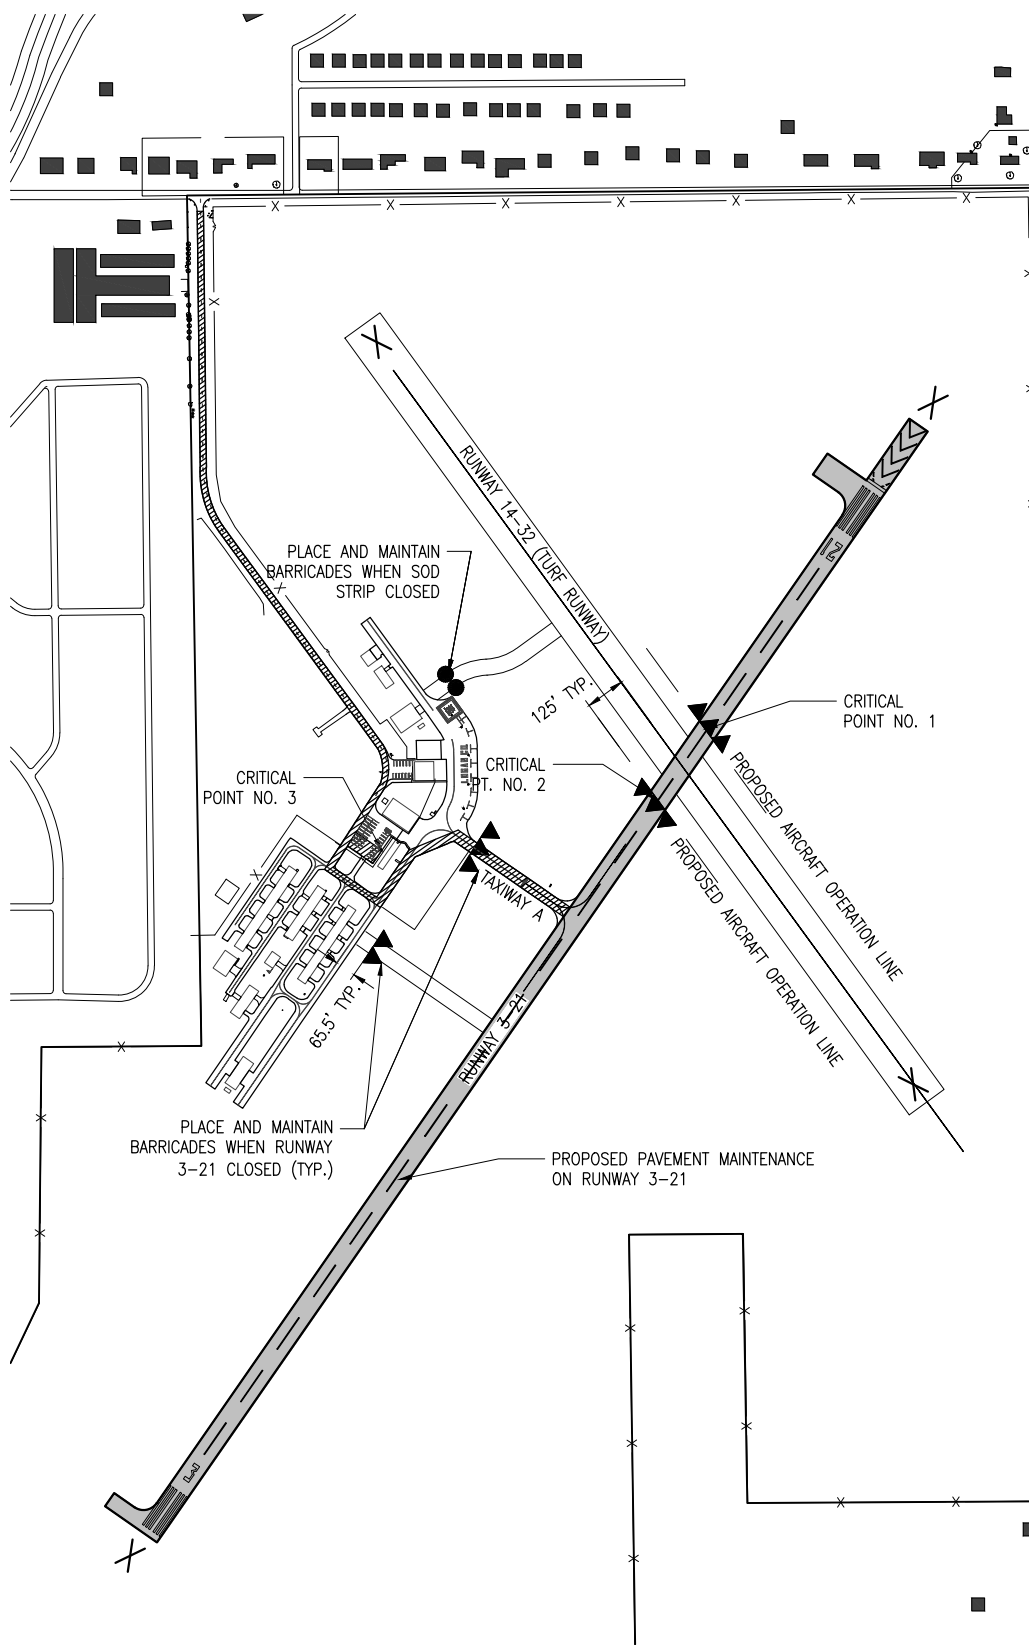 RUNWAY 14-32 (TURF RUNWAY)
PLACE AND MAINTAIN
BARRICADES WHEN SOD
STRIP CLOSED
21
125' TYP.
CRITICAL
POINT NO. 1
CRITICAL
PT. NO. 2
CRITICAL
POINT NO. 3
PROPOSED AIRCRAFT OPERATION LINE
PROPOSED AIRCRAFT OPERATION LINE
TAXIWAY A
65.5' TYP.
RUNWAY 3-21
PLACE AND MAINTAIN
BARRICADES WHEN RUNWAY
3-21 CLOSED (TYP.)
PROPOSED PAVEMENT MAINTENANCE
ON RUNWAY 3-21
3